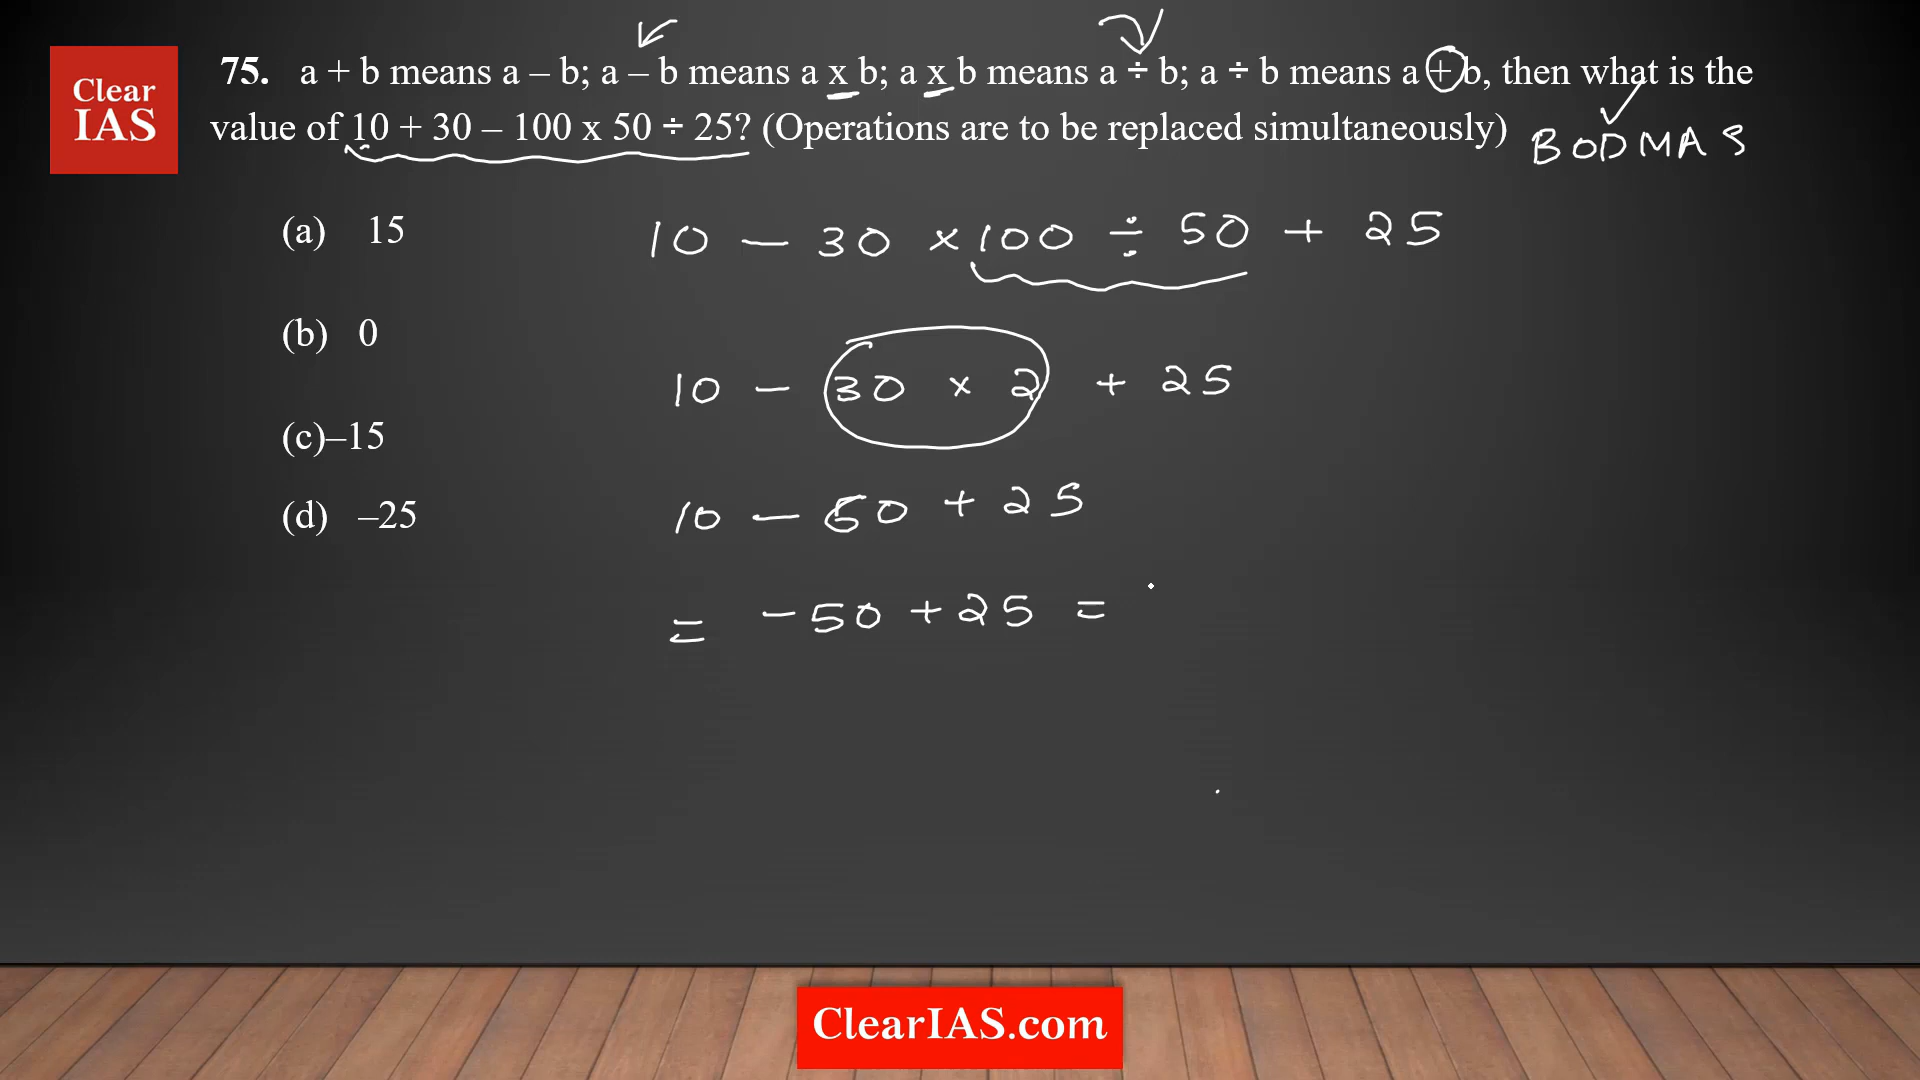 Clear
IAS
75. a + b means a – b; a – b means a x b; a x b means a ÷ b; a ÷ b means a + b, then what is the
value of 10 + 30 – 100 x 50 ÷ 25? (Operations are to be replaced simultaneously)
BODMAS
(a) 15
10 – 30 × 100 ÷ 50 + 25
(b) 0
10 – 30 × 2 + 25
(c)–15
(d) –25
10 – 60 + 25
= –50 + 25 =
ClearIAS.com